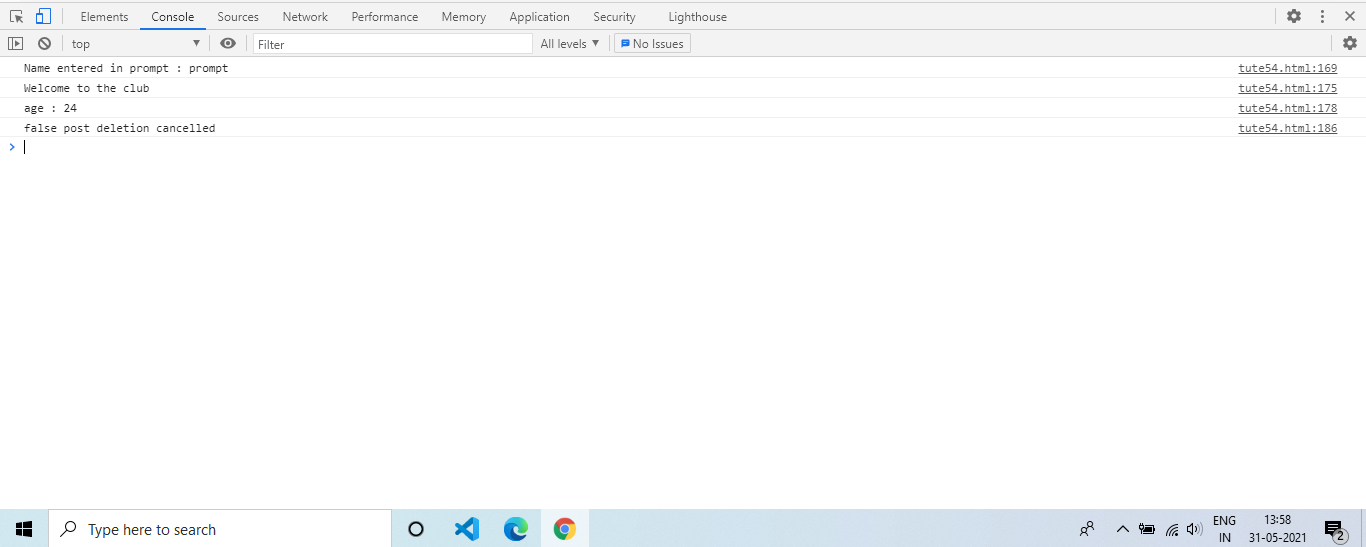 Elements Console Sources Network Performance Memory Application Security Lighthouse
top Filter All levels No Issues
Name entered in prompt : prompt tute54.html:169
Welcome to the club tute54.html:175
age : 24 tute54.html:178
false post deletion cancelled tute54.html:186
Type here to search
ENG 13:58
IN 31-05-2021
2